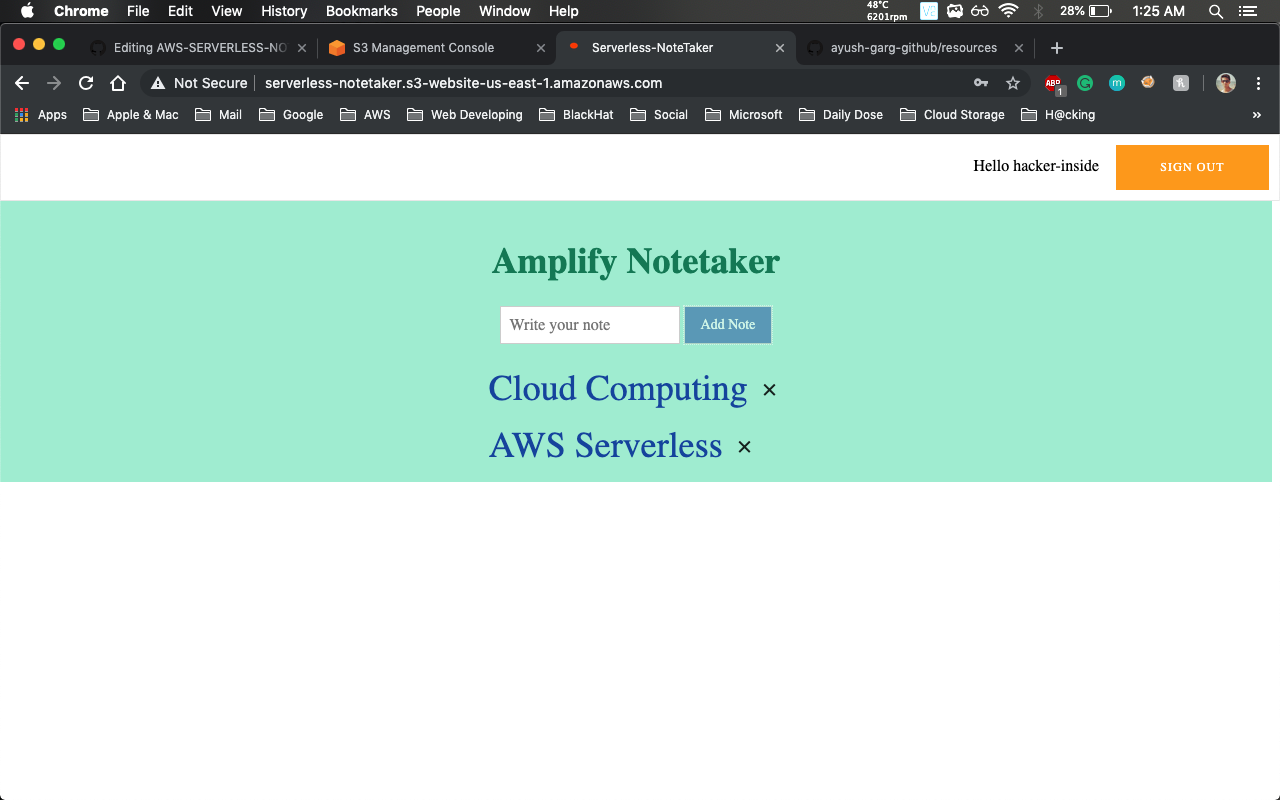 Chrome File Edit View History Bookmarks People Window Help 48°C 6201rpm 28% 1:25 AM
Editing AWS-SERVERLESS-NO S3 Management Console Serverless-NoteTaker ayush-garg-github/resources
Not Secure serverless-notetaker.s3-website-us-east-1.amazonaws.com ABP 1 m
Apps Apple & Mac Mail Google AWS Web Developing BlackHat Social Microsoft Daily Dose Cloud Storage H@cking »
Hello hacker-inside SIGN OUT
Amplify Notetaker
Write your note Add Note
Cloud Computing ×
AWS Serverless ×